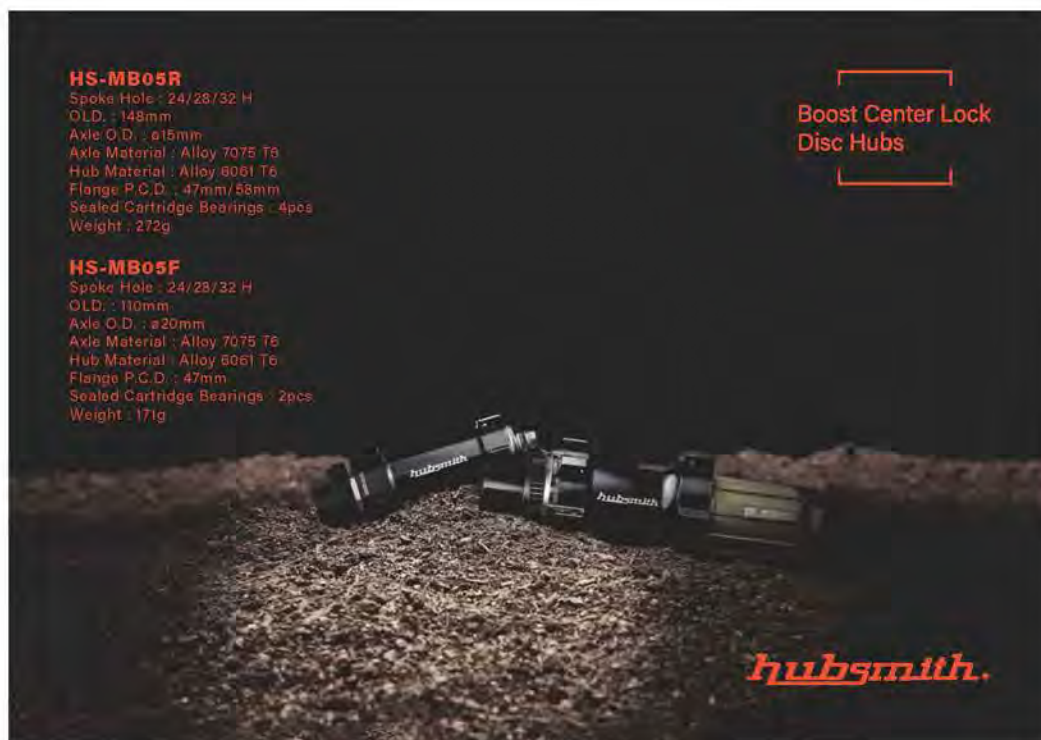 HS-MB05R
Spoke Hole : 24/28/32 H
OLD. : 148mm
Axle O.D. : ø15mm
Axle Material : Alloy 7075 T6
Hub Material : Alloy 6061 T6
Flange P.C.D. : 47mm/58mm
Sealed Cartridge Bearings : 4pcs
Weight : 272g
HS-MB05F
Spoke Hole : 24/28/32 H
OLD. : 110mm
Axle O.D. : ø20mm
Axle Material : Alloy 7075 T6
Hub Material : Alloy 6061 T6
Flange P.C.D. : 47mm
Sealed Cartridge Bearings : 2pcs
Weight : 171g
Boost Center Lock
Disc Hubs
hubsmith
hubsmith
hubsmith.